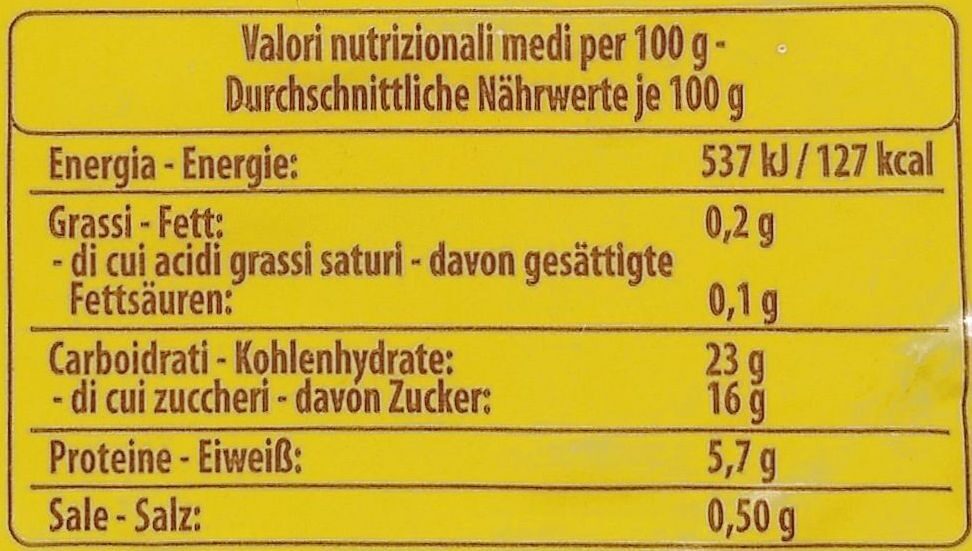 Valori nutrizionali medi per 100 g -
Durchschnittliche Nährwerte je 100 g
Energia - Energie: 537 kJ / 127 kcal
Grassi - Fett: 0,2 g
- di cui acidi grassi saturi - davon gesättigte
Fettsäuren: 0,1 g
Carboidrati - Kohlenhydrate: 23 g
- di cui zuccheri - davon Zucker: 16 g
Proteine - Eiweiß: 5,7 g
Sale - Salz: 0,50 g